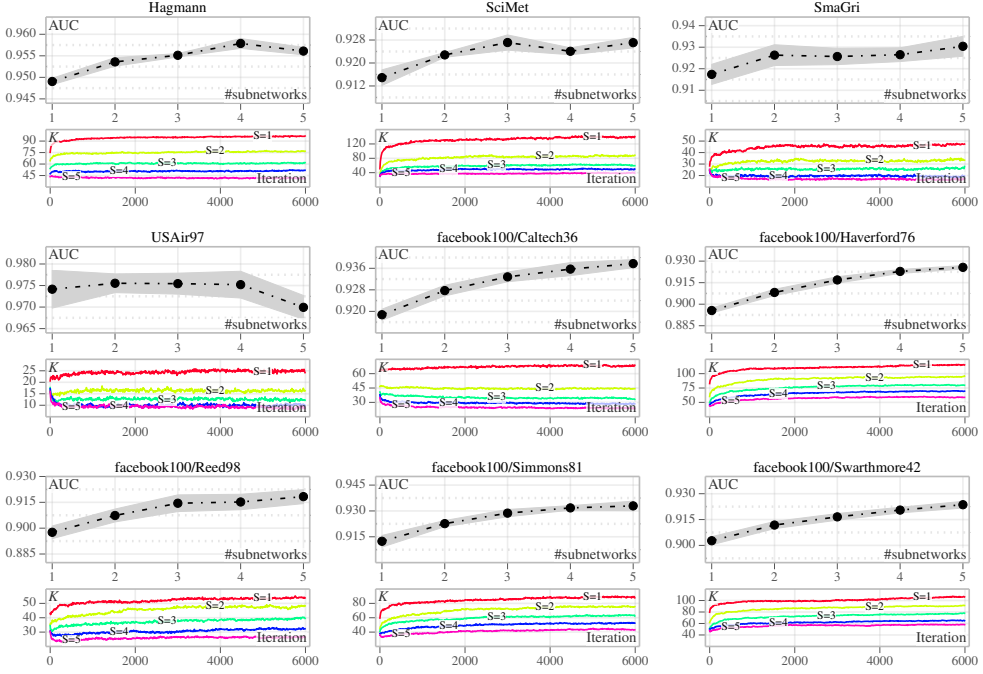 Hagmann
AUC
0.960
0.955
0.950
0.945
#subnetworks
1 2 3 4 5
K
90
75
60
45
S=1
S=2
S=3
S=4
S=5
Iteration
0 2000 4000 6000
SciMet
AUC
0.928
0.920
0.912
#subnetworks
1 2 3 4 5
K
120
80
40
S=1
S=2
S=3
S=4
S=5
Iteration
0 2000 4000 6000
SmaGri
AUC
0.94
0.93
0.92
0.91
#subnetworks
1 2 3 4 5
K
50
40
30
20
S=1
S=2
S=3
S=4
S=5
Iteration
0 2000 4000 6000
USAir97
AUC
0.980
0.975
0.970
0.965
#subnetworks
1 2 3 4 5
K
25
20
15
10
S=1
S=2
S=3
S=4
S=5
Iteration
0 2000 4000 6000
facebook100/Caltech36
AUC
0.936
0.928
0.920
#subnetworks
1 2 3 4 5
K
60
45
30
S=1
S=2
S=3
S=4
S=5
Iteration
0 2000 4000 6000
facebook100/Haverford76
AUC
0.930
0.915
0.900
0.885
#subnetworks
1 2 3 4 5
K
100
75
50
S=1
S=2
S=3
S=4
S=5
Iteration
0 2000 4000 6000
facebook100/Reed98
AUC
0.930
0.915
0.900
0.885
#subnetworks
1 2 3 4 5
K
50
40
30
S=1
S=2
S=3
S=4
S=5
Iteration
0 2000 4000 6000
facebook100/Simmons81
AUC
0.945
0.930
0.915
#subnetworks
1 2 3 4 5
K
80
60
40
S=1
S=2
S=3
S=4
S=5
Iteration
0 2000 4000 6000
facebook100/Swarthmore42
AUC
0.930
0.915
0.900
#subnetworks
1 2 3 4 5
K
100
80
60
40
S=1
S=2
S=3
S=4
S=5
Iteration
0 2000 4000 6000